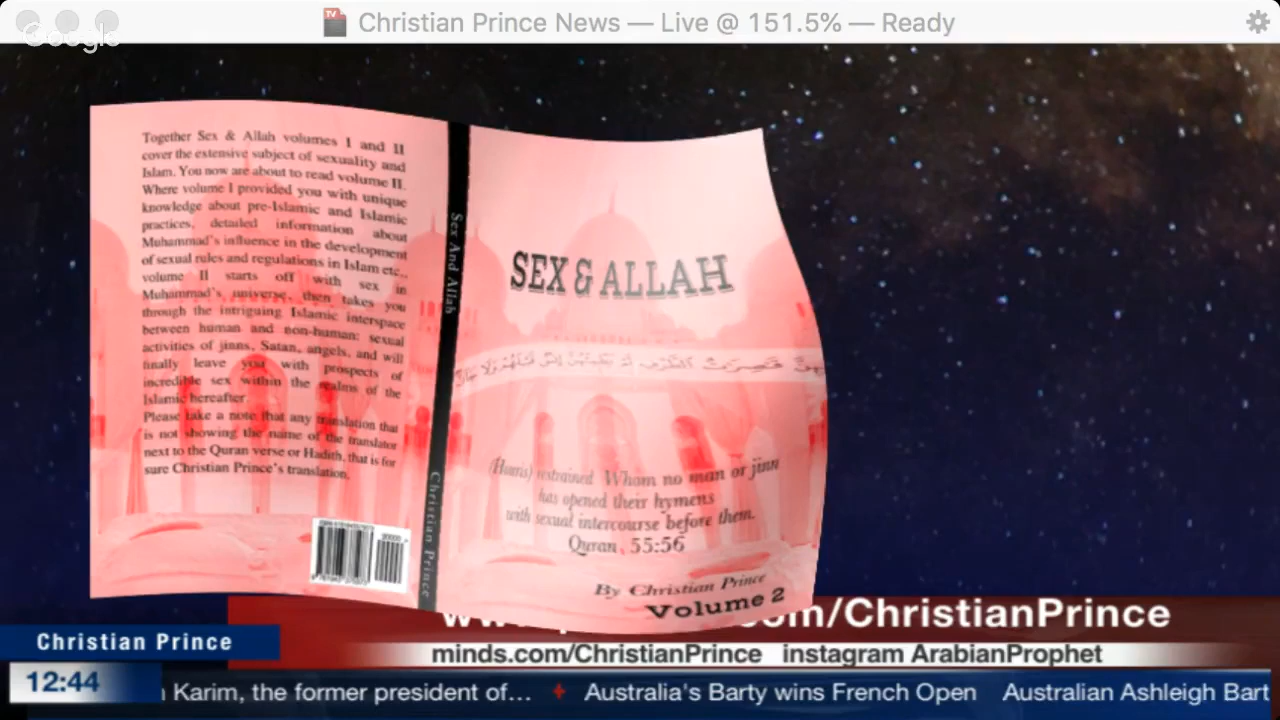 Christian Prince News — Live @ 151.5% — Ready
Google
Together Sex & Allah volumes I and II
cover the extensive subject of sexuality and
Islam. You now are about to read volume II.
Where volume I provided you with unique
knowledge about pre-Islamic and Islamic
practices, detailed information about
Muhammad's influence in the development
of sexual rules and regulations in Islam etc..
volume II starts off with sex in
Muhammad's universe, then takes you
through the intriguing Islamic interspace
between human and non-human: sexual
activities of jinns, Satan, angels, and will
finally leave you with prospects of
incredible sex within the realms of the
Islamic hereafter.
Please take a note that any translation that
is not showing the name of the translator
next to the Quran verse or Hadith, that is for
sure Christian Prince's translation.
Sex And Allah
Christian Prince
SEX & ALLAH
(Houris) restrained Whom no man or jinn
has opened their hymens
with sexual intercourse before them.
Quran, 55:56
By Christian Prince
Volume 2
om/ChristianPrince
Christian Prince
minds.com/ChristianPrince instagram ArabianProphet
12:44
Karim, the former president of... Australia's Barty wins French Open Australian Ashleigh Bart